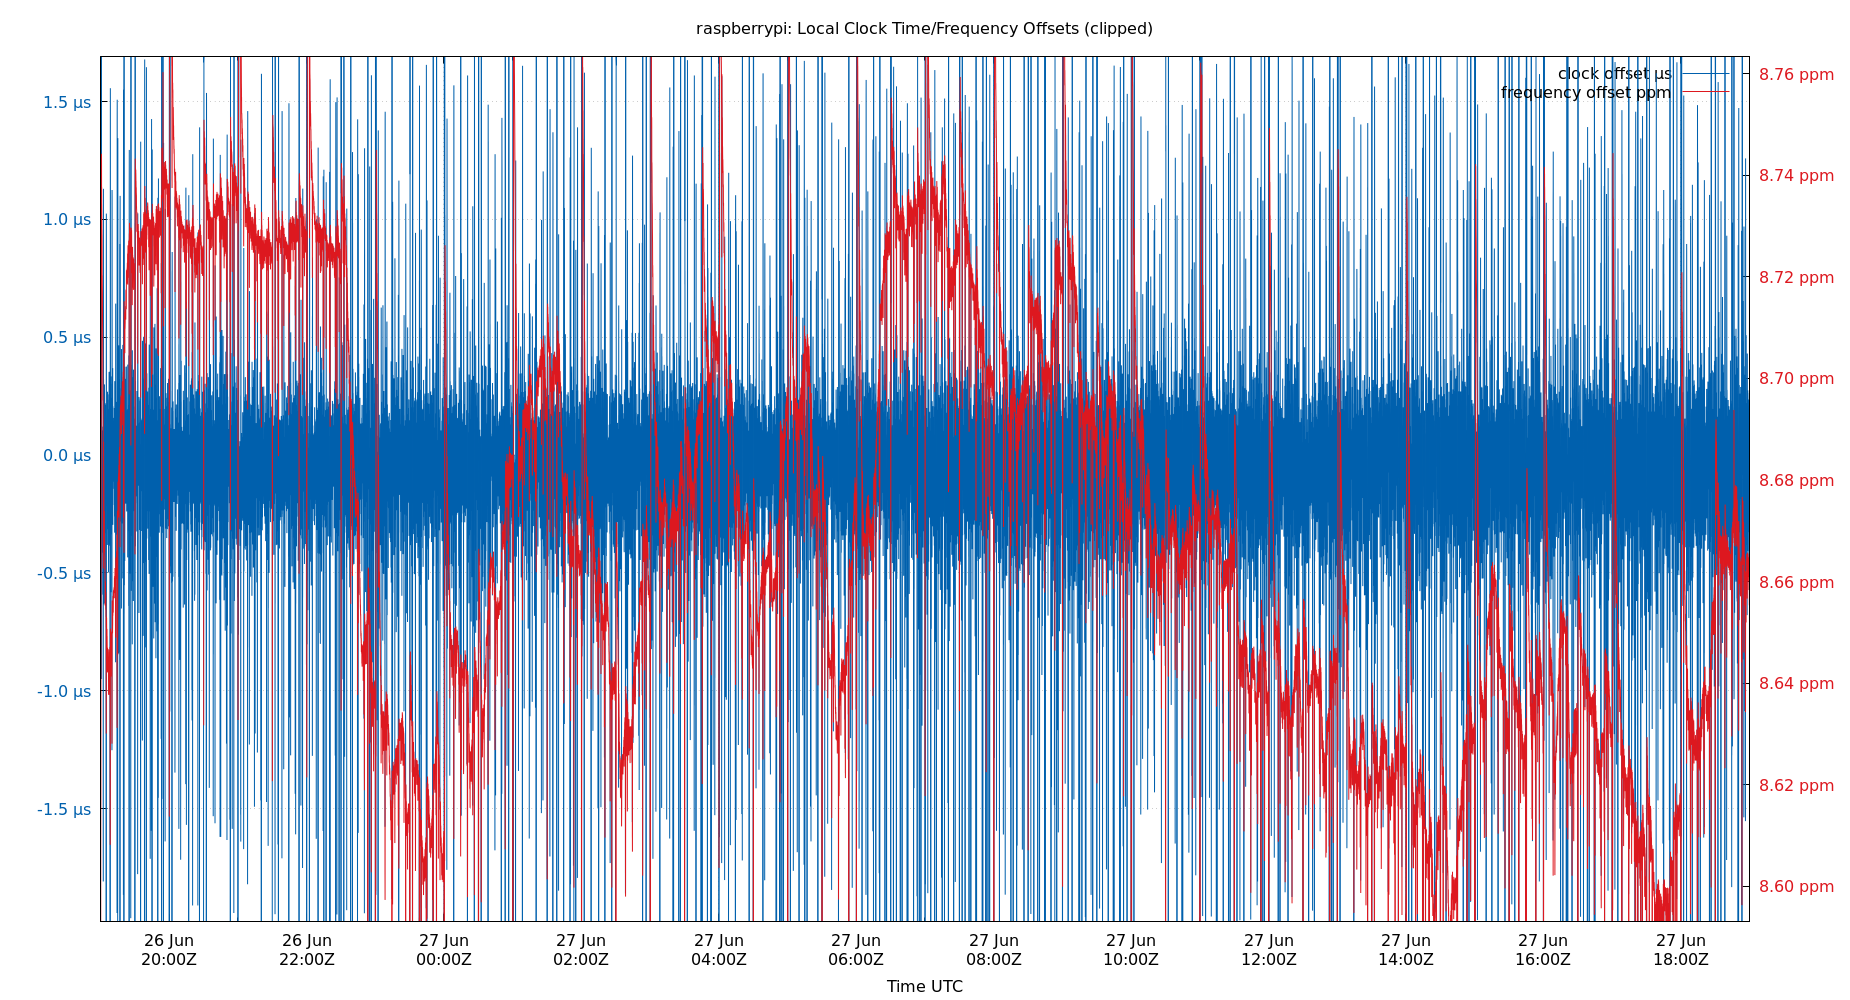 raspberrypi: Local Clock Time/Frequency Offsets (clipped)
clock offset µs
frequency offset ppm
1.5 µs
1.0 µs
0.5 µs
0.0 µs
-0.5 µs
-1.0 µs
-1.5 µs
8.76 ppm
8.74 ppm
8.72 ppm
8.70 ppm
8.68 ppm
8.66 ppm
8.64 ppm
8.62 ppm
8.60 ppm
26 Jun
20:00Z
26 Jun
22:00Z
27 Jun
00:00Z
27 Jun
02:00Z
27 Jun
04:00Z
27 Jun
06:00Z
27 Jun
08:00Z
27 Jun
10:00Z
27 Jun
12:00Z
27 Jun
14:00Z
27 Jun
16:00Z
27 Jun
18:00Z
Time UTC